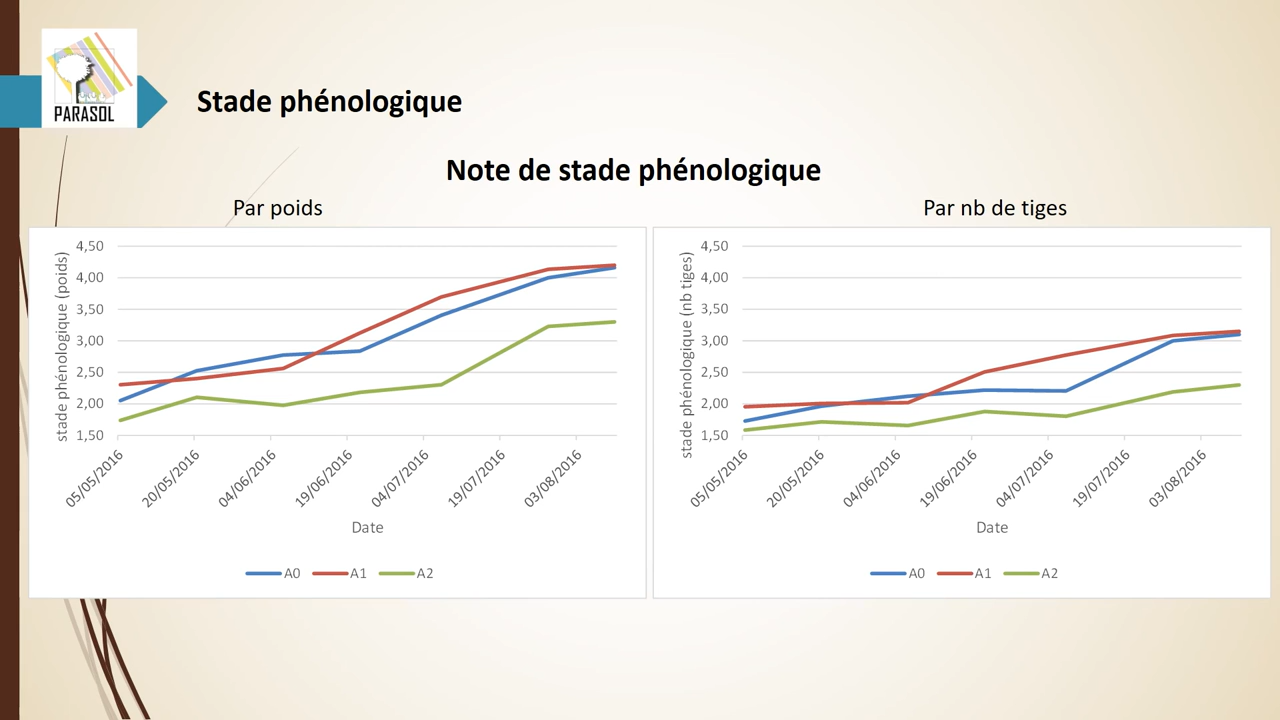 PARASOL
Stade phénologique
Note de stade phénologique
Par poids
Par nb de tiges
stade phénologique (poids)
4,50
4,00
3,50
3,00
2,50
2,00
1,50
05/05/2016
20/05/2016
04/06/2016
19/06/2016
04/07/2016
19/07/2016
03/08/2016
Date
A0 A1 A2
stade phénologique (nb tiges)
4,50
4,00
3,50
3,00
2,50
2,00
1,50
05/05/2016
20/05/2016
04/06/2016
19/06/2016
04/07/2016
19/07/2016
03/08/2016
Date
A0 A1 A2